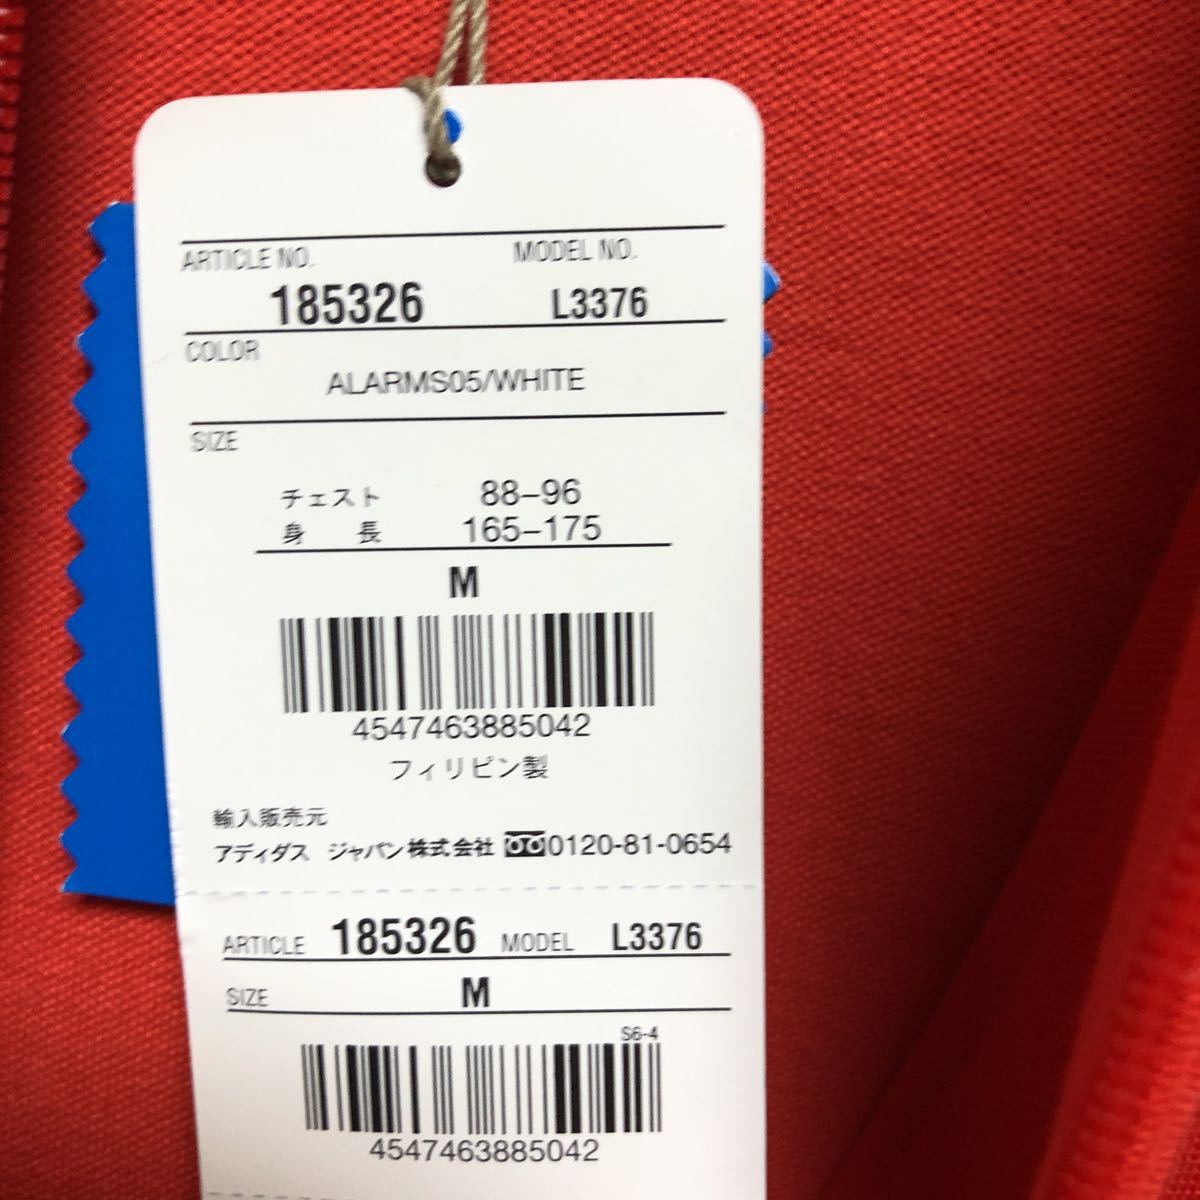 ARTICLE NO. MODEL NO.
185326 L3376
COLOR
ALARMS05/WHITE
SIZE
チェスト 88-96
身 長 165-175
M
4547463885042
フィリピン製
輸入販売元
アディダス ジャパン株式会社 0120-81-0654
ARTICLE 185326 MODEL L3376
SIZE M
S6-4
4547463885042